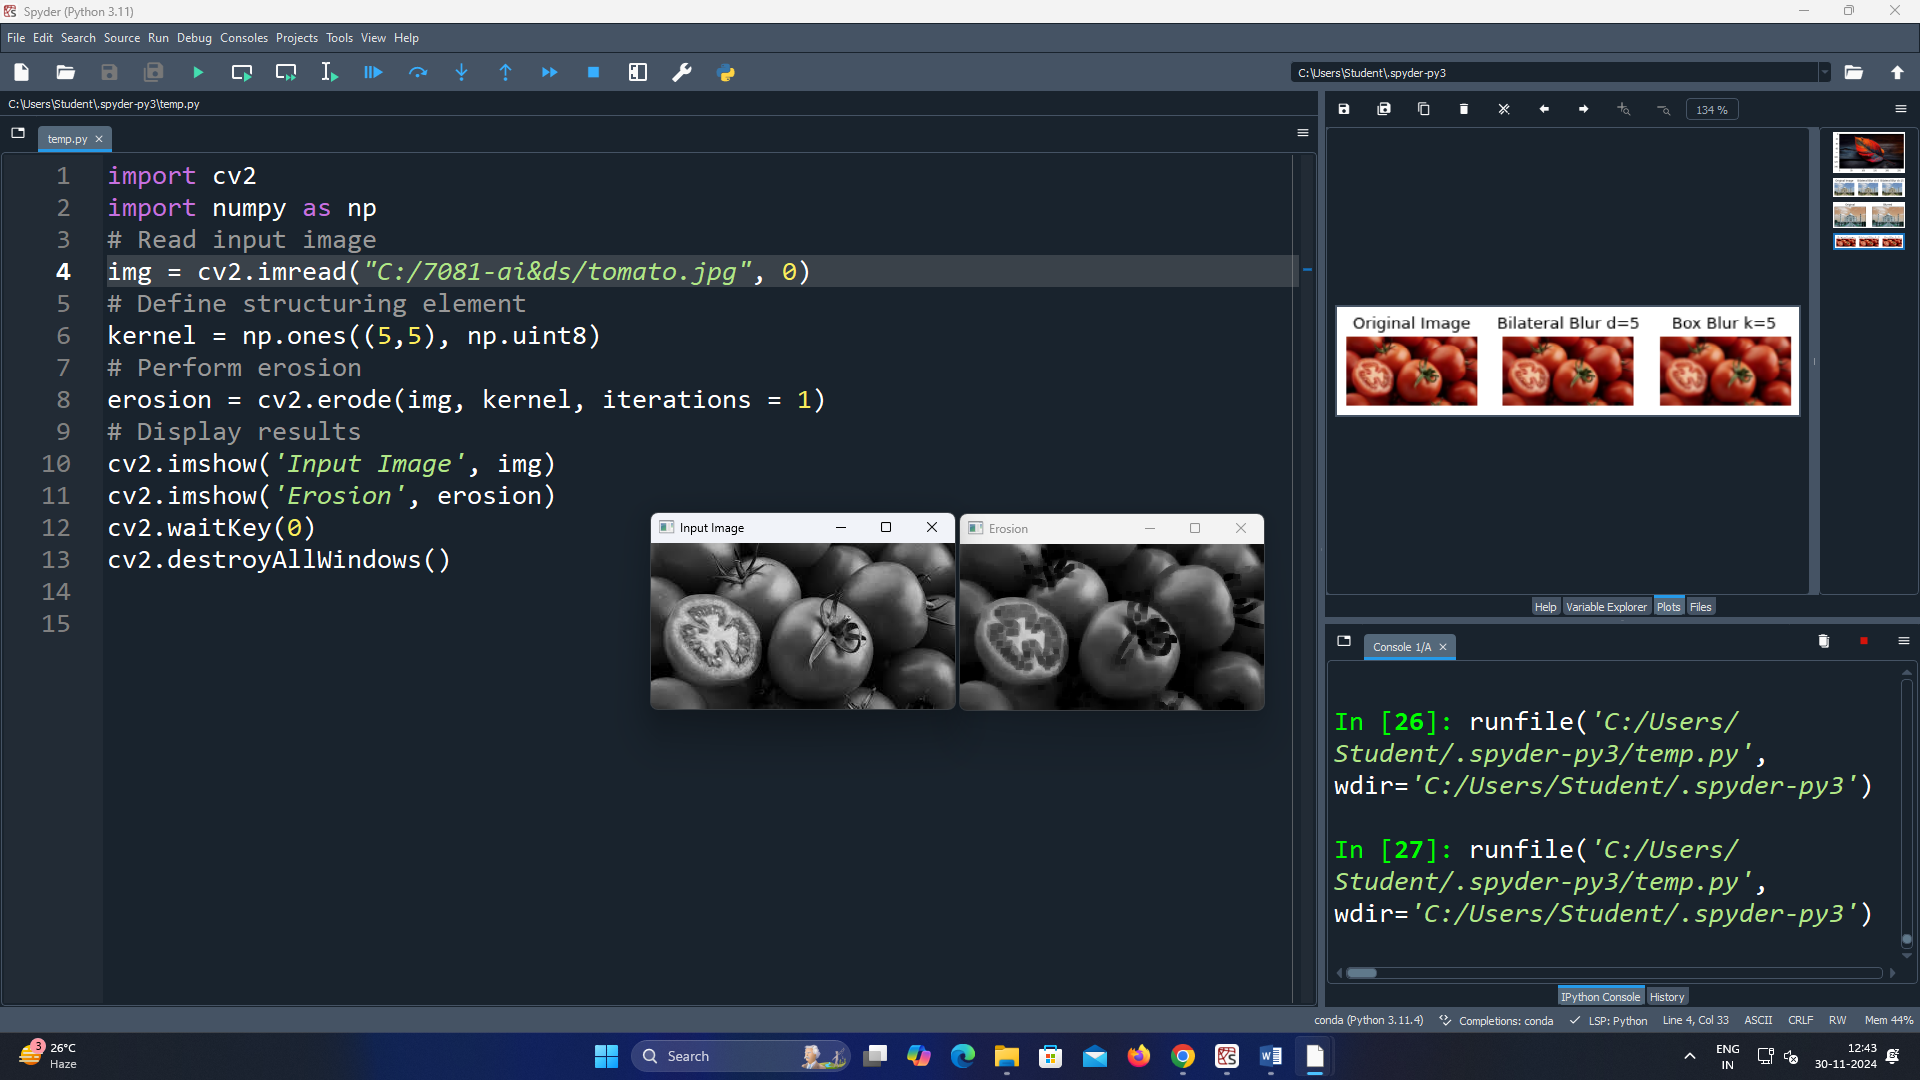 Spyder (Python 3.11)
File Edit Search Source Run Debug Consoles Projects Tools View Help
C:\Users\Student\.spyder-py3
C:\Users\Student\.spyder-py3\temp.py
temp.py
134 %
1 import cv2
2 import numpy as np
3 # Read input image
4 img = cv2.imread("C:/7081-ai&ds/tomato.jpg", 0)
5 # Define structuring element
6 kernel = np.ones((5,5), np.uint8)
7 # Perform erosion
8 erosion = cv2.erode(img, kernel, iterations = 1)
9 # Display results
10 cv2.imshow('Input Image', img)
11 cv2.imshow('Erosion', erosion)
12 cv2.waitKey(0)
13 cv2.destroyAllWindows()
14
15
Input Image
Erosion
Original Image Bilateral Blur d=5 Box Blur k=5
Help Variable Explorer Plots Files
Console 1/A
In [26]: runfile('C:/Users/
Student/.spyder-py3/temp.py',
wdir='C:/Users/Student/.spyder-py3')
In [27]: runfile('C:/Users/
Student/.spyder-py3/temp.py',
wdir='C:/Users/Student/.spyder-py3')
IPython Console History
conda (Python 3.11.4) Completions: conda LSP: Python Line 4, Col 33 ASCII CRLF RW Mem 44%
3
26°C
Haze
Search
ENG
IN
12:43
30-11-2024